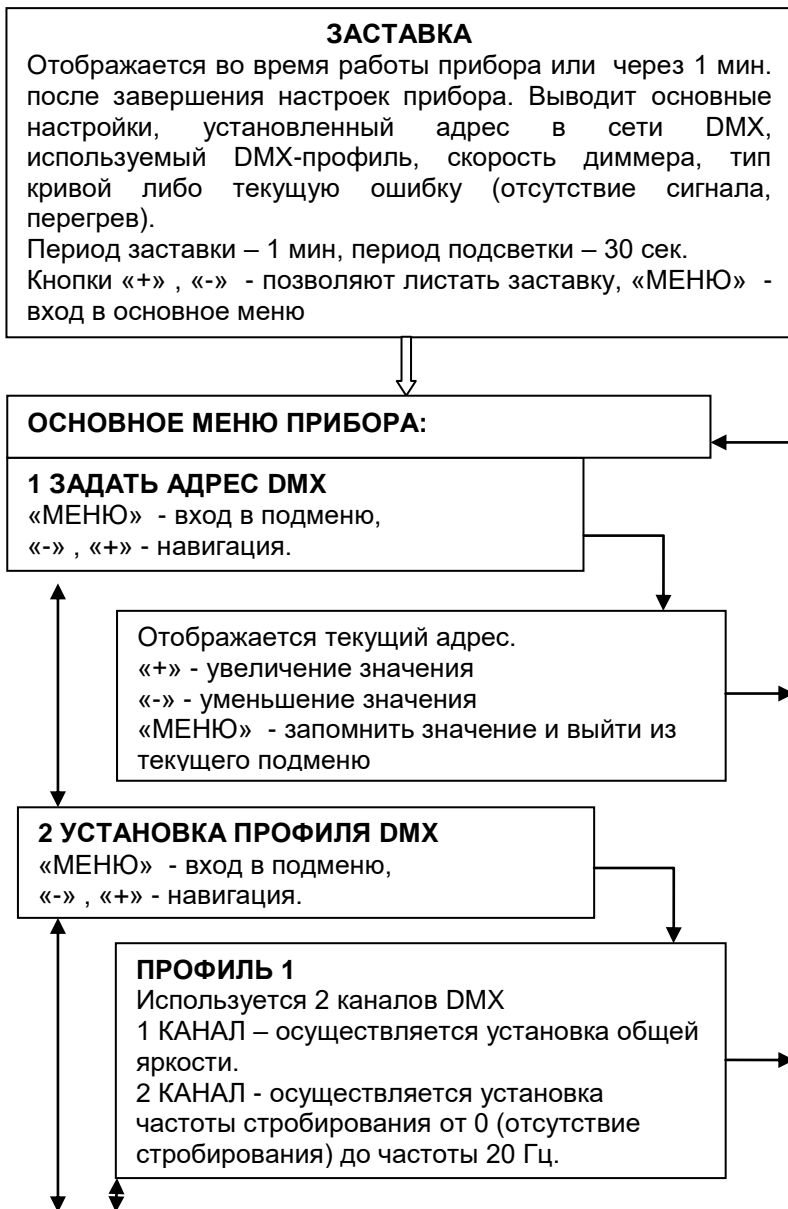 ЗАСТАВКА
Отображается во время работы прибора или через 1 мин.
после завершения настроек прибора. Выводит основные
настройки, установленный адрес в сети DMX,
используемый DMX-профиль, скорость диммера, тип
кривой либо текущую ошибку (отсутствие сигнала,
перегрев).
Период заставки – 1 мин, период подсветки – 30 сек.
Кнопки «+» , «-» - позволяют листать заставку, «МЕНЮ» -
вход в основное меню
ОСНОВНОЕ МЕНЮ ПРИБОРА:
1 ЗАДАТЬ АДРЕС DMX
«МЕНЮ» - вход в подменю,
«-» , «+» - навигация.
Отображается текущий адрес.
«+» - увеличение значения
«-» - уменьшение значения
«МЕНЮ» - запомнить значение и выйти из
текущего подменю
2 УСТАНОВКА ПРОФИЛЯ DMX
«МЕНЮ» - вход в подменю,
«-» , «+» - навигация.
ПРОФИЛЬ 1
Используется 2 каналов DMX
1 КАНАЛ – осуществляется установка общей
яркости.
2 КАНАЛ - осуществляется установка
частоты стробирования от 0 (отсутствие
стробирования) до частоты 20 Гц.